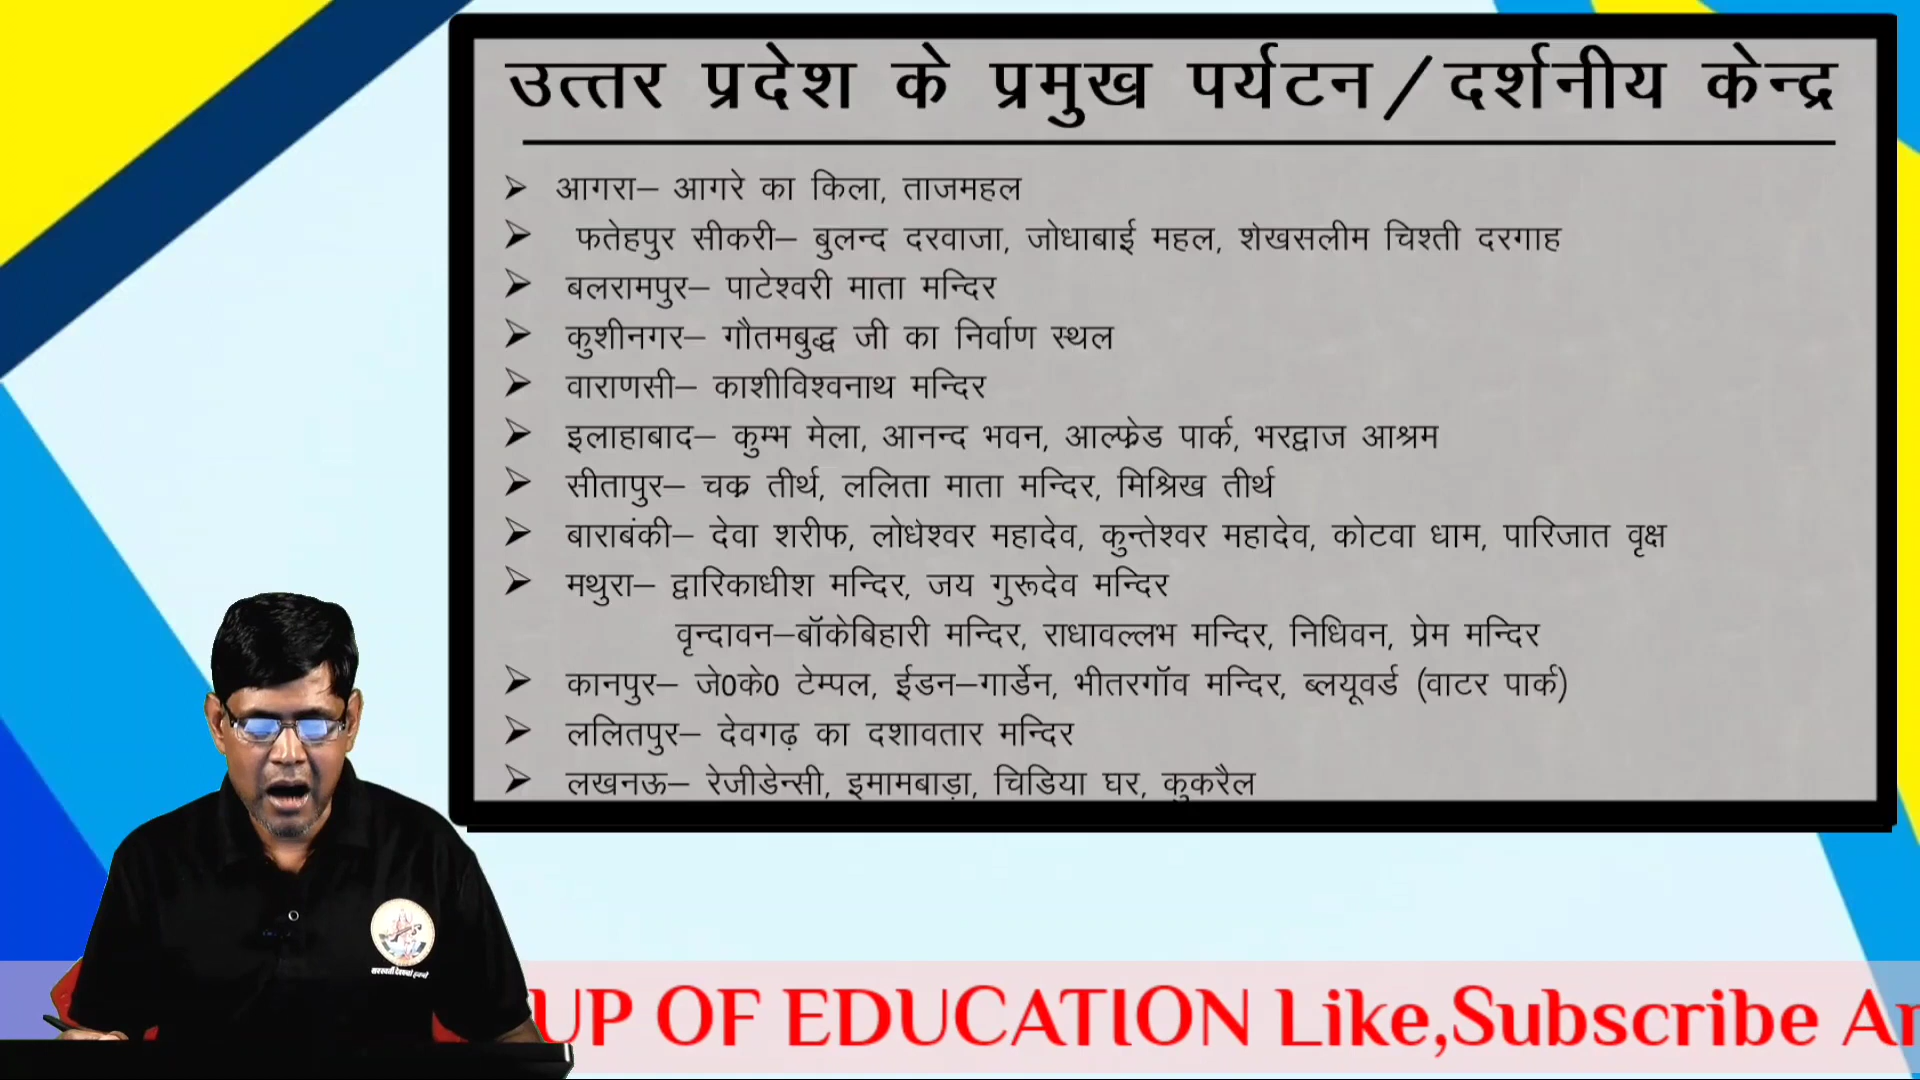 उत्तर प्रदेश के प्रमुख पर्यटन/दर्शनीय केन्द्र
➢ आगरा– आगरे का किला, ताजमहल
➢ फतेहपुर सीकरी– बुलन्द दरवाजा, जोधाबाई महल, शेखसलीम चिश्ती दरगाह
➢ बलरामपुर– पाटेश्वरी माता मन्दिर
➢ कुशीनगर– गौतमबुद्ध जी का निर्वाण स्थल
➢ वाराणसी– काशीविश्वनाथ मन्दिर
➢ इलाहाबाद– कुम्भ मेला, आनन्द भवन, आल्फ्रेड पार्क, भरद्वाज आश्रम
➢ सीतापुर– चक्र तीर्थ, ललिता माता मन्दिर, मिश्रिख तीर्थ
➢ बाराबंकी– देवा शरीफ, लोधेश्वर महादेव, कुन्तेश्वर महादेव, कोटवा धाम, पारिजात वृक्ष
➢ मथुरा– द्वारिकाधीश मन्दिर, जय गुरूदेव मन्दिर
वृन्दावन–बॉकेबिहारी मन्दिर, राधावल्लभ मन्दिर, निधिवन, प्रेम मन्दिर
➢ कानपुर– जे0के0 टेम्पल, ईडन–गार्डेन, भीतरगॉव मन्दिर, ब्लयूवर्ड (वाटर पार्क)
➢ ललितपुर– देवगढ़ का दशावतार मन्दिर
➢ लखनऊ– रेजीडेन्सी, इमामबाड़ा, चिडिया घर, कुकरैल
UP OF EDUCATION Like,Subscribe An